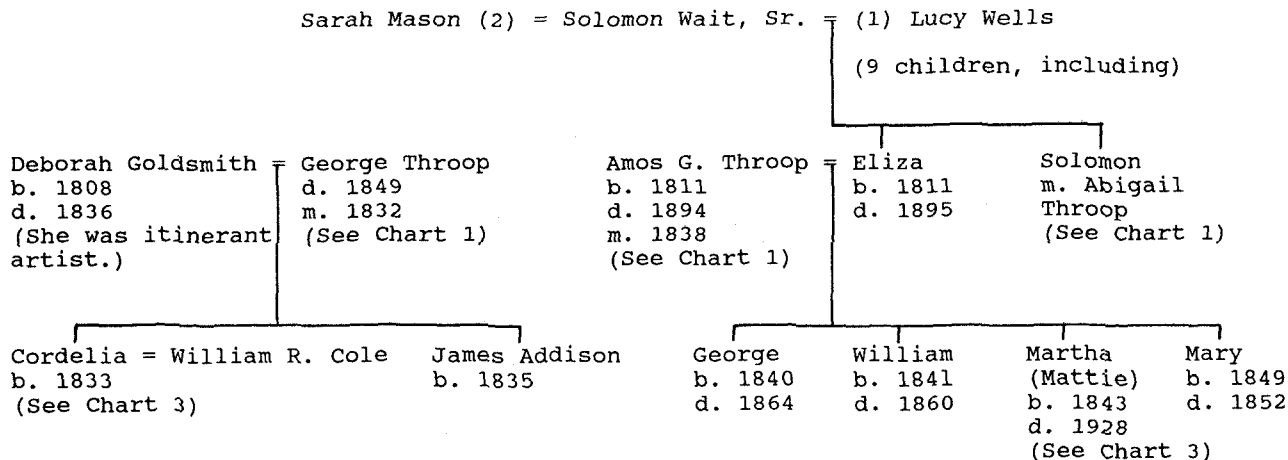 Sarah Mason (2) = Solomon Wait, Sr. = (1) Lucy Wells
(9 children, including)
Deborah Goldsmith = George Throop
b. 1808 d. 1849
d. 1836 m. 1832
(She was itinerant (See Chart 1)
artist.)
Amos G. Throop = Eliza
b. 1811 b. 1811
d. 1894 d. 1895
m. 1838
(See Chart 1)
Solomon
m. Abigail
Throop
(See Chart 1)
Cordelia = William R. Cole
b. 1833
(See Chart 3)
James Addison
b. 1835
George
b. 1840
d. 1864
William
b. 1841
d. 1860
Martha
(Mattie)
b. 1843
d. 1928
(See Chart 3)
Mary
b. 1849
d. 1852